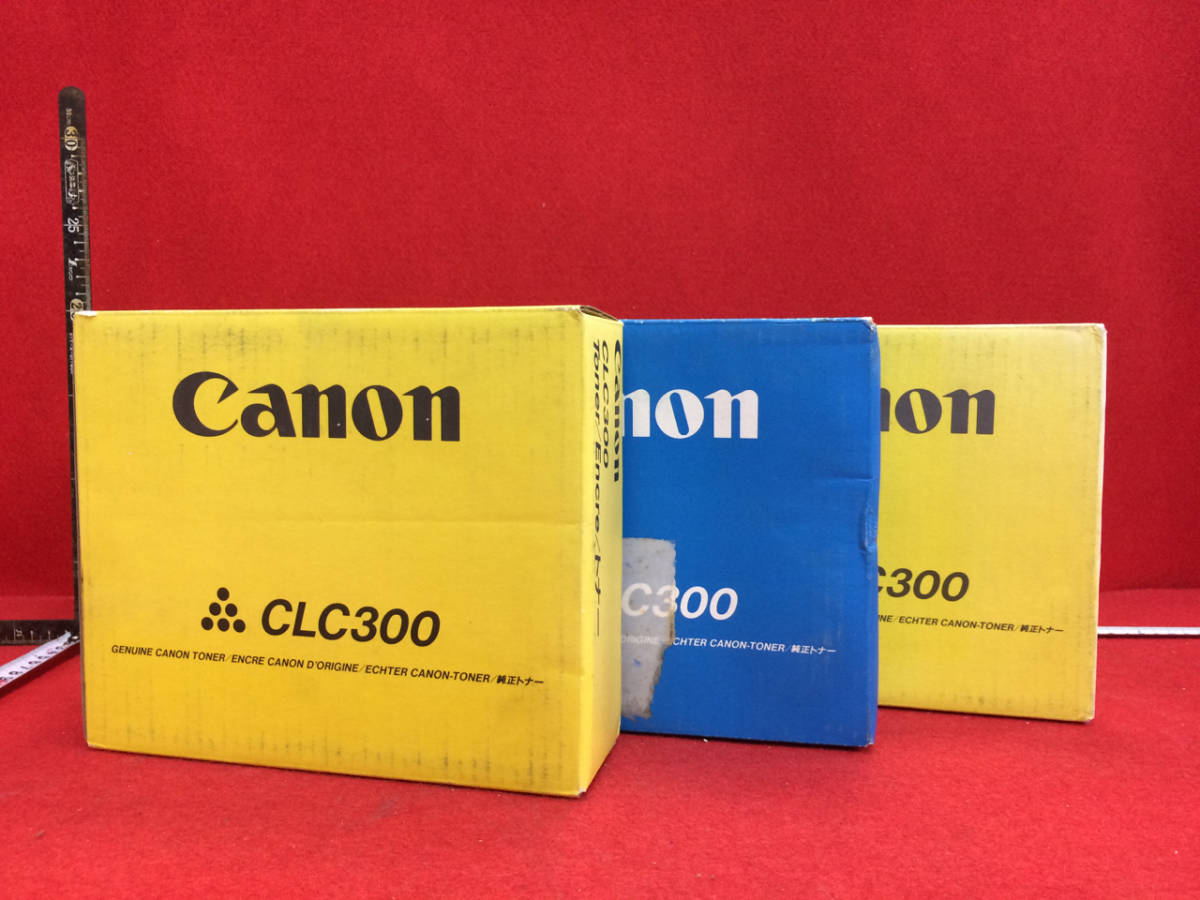 Canon
CLC300
GENUINE CANON TONER/ENCRE CANON D'ORIGINE/ECHTER CANON-TONER/純正トナー
Canon
CLC300
Toner/Encre/トナー
non
C300
ORIGINE/ECHTER CANON-TONER/純正トナー
non
C300
INE/ECHTER CANON-TONER/純正トナー
30
25